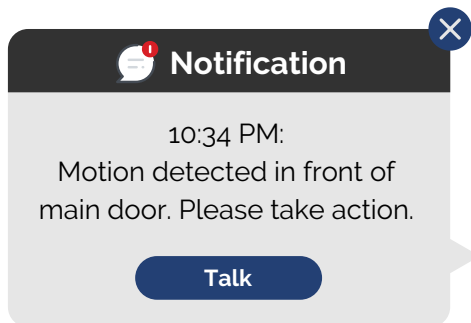 Notification
10:34 PM:
Motion detected in front of
main door. Please take action.
Talk